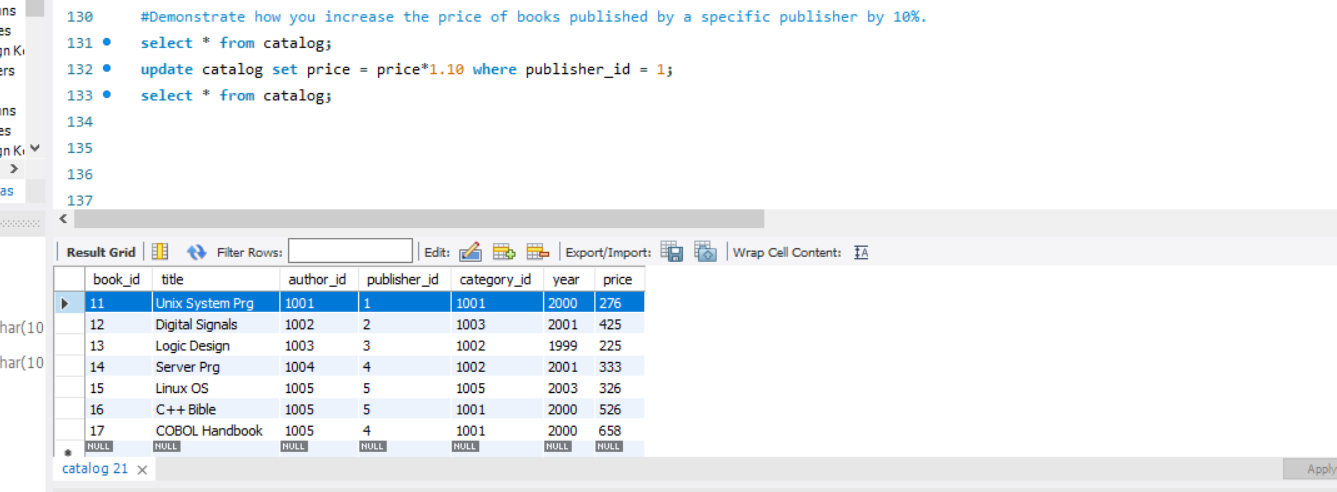 uns
es
gn K
ers
uns
es
gn K
as
har(10
har(10
130 #Demonstrate how you increase the price of books published by a specific publisher by 10%.
131 select * from catalog;
132 update catalog set price = price*1.10 where publisher_id = 1;
133 select * from catalog;
134
135
136
137
Result Grid Filter Rows: Edit: Export/Import: Wrap Cell Content:
book_id title author_id publisher_id category_id year price
11 Unix System Prg 1001 1 1001 2000 276
12 Digital Signals 1002 2 1003 2001 425
13 Logic Design 1003 3 1002 1999 225
14 Server Prg 1004 4 1002 2001 333
15 Linux OS 1005 5 1005 2003 326
16 C++ Bible 1005 5 1001 2000 526
17 COBOL Handbook 1005 4 1001 2000 658
NULL NULL NULL NULL NULL NULL NULL
catalog 21
Apply